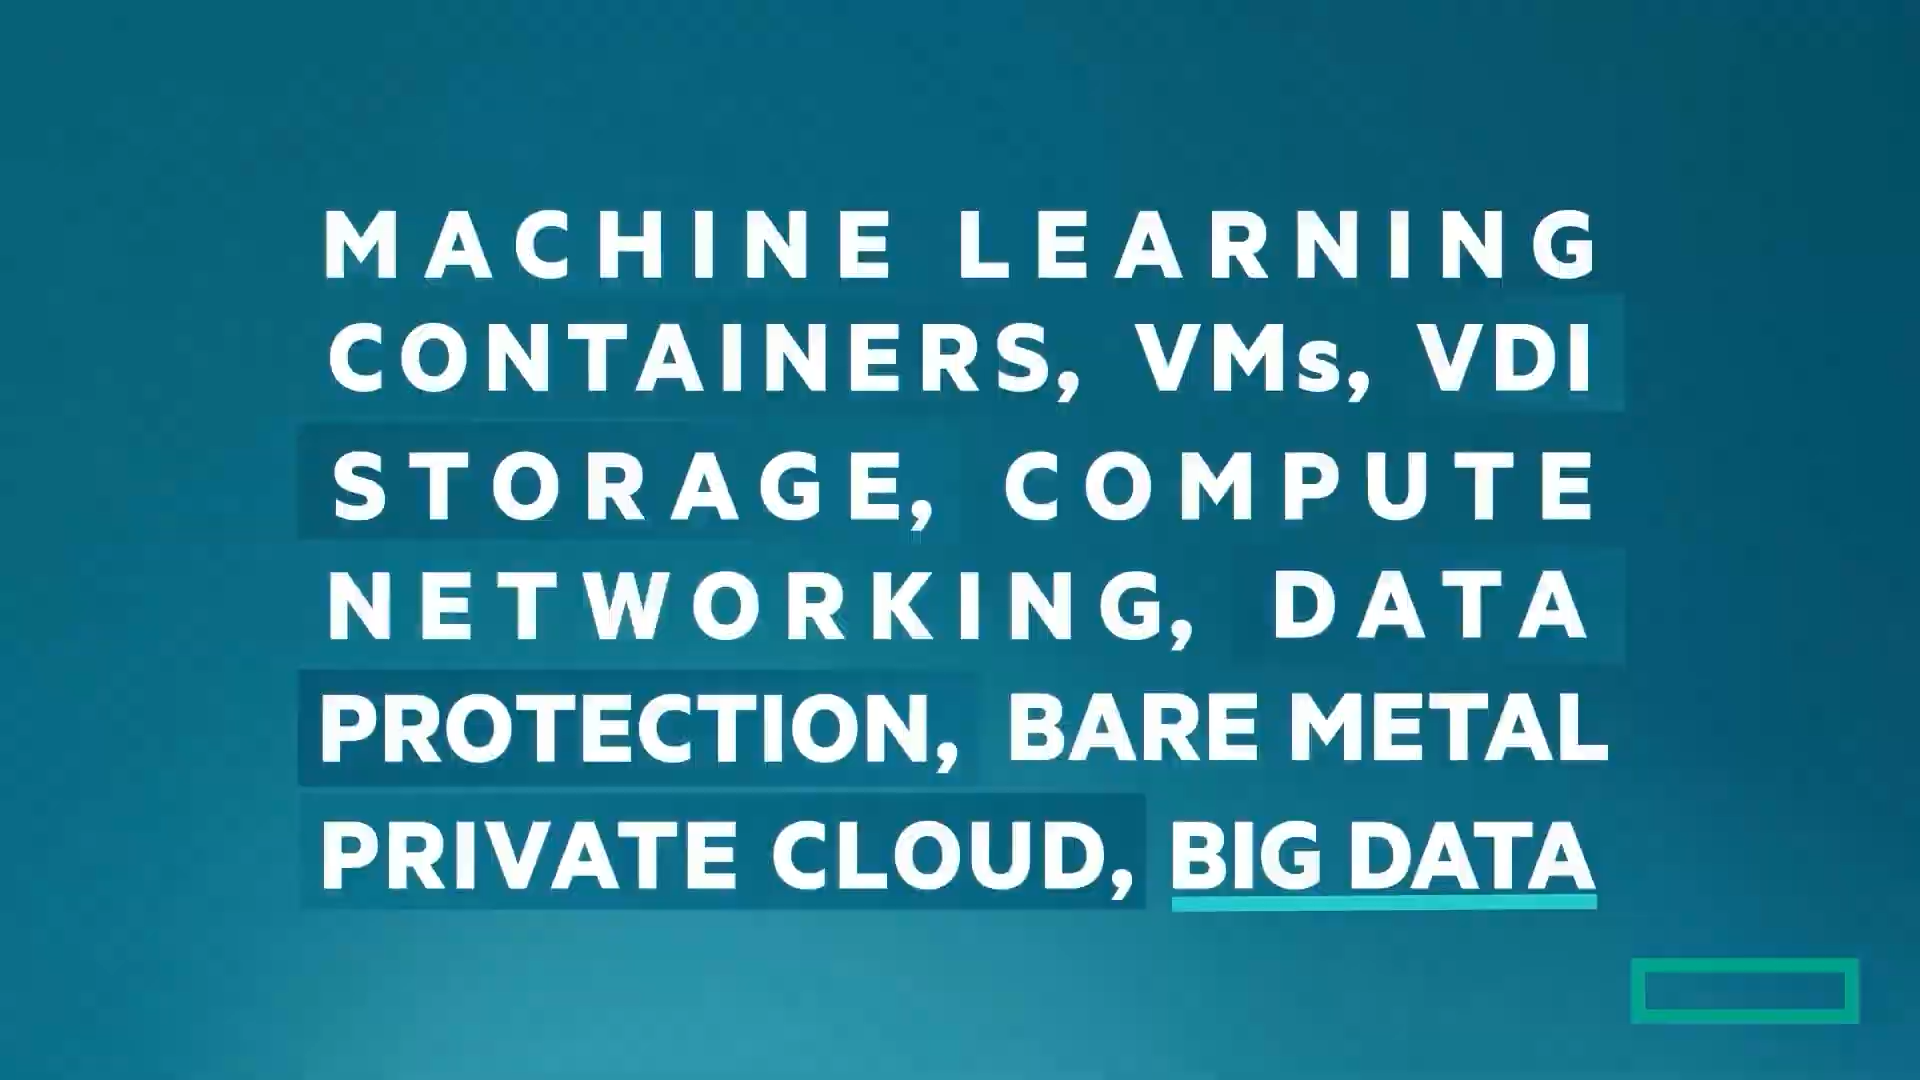 MACHINE LEARNING
CONTAINERS, VMs, VDI
STORAGE, COMPUTE
NETWORKING, DATA
PROTECTION, BARE METAL
PRIVATE CLOUD, BIG DATA